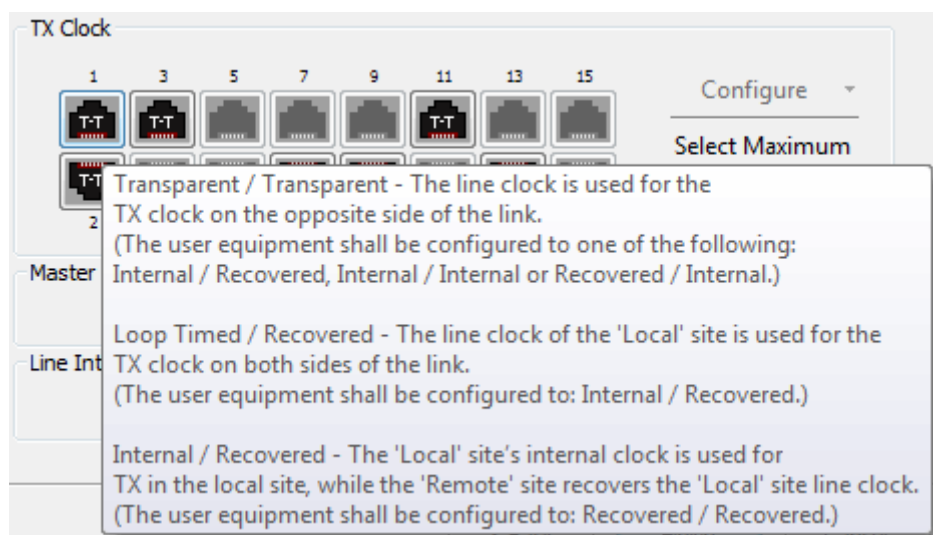 TX Clock
1 3 5 7 9 11 13 15
T-T T-T T-T
Configure
Select Maximum
T-T
2
Transparent / Transparent - The line clock is used for the
TX clock on the opposite side of the link.
(The user equipment shall be configured to one of the following:
Internal / Recovered, Internal / Internal or Recovered / Internal.)
Master
Loop Timed / Recovered - The line clock of the 'Local' site is used for the
TX clock on both sides of the link.
(The user equipment shall be configured to: Internal / Recovered.)
Line Int
Internal / Recovered - The 'Local' site's internal clock is used for
TX in the local site, while the 'Remote' site recovers the 'Local' site line clock.
(The user equipment shall be configured to: Recovered / Recovered.)